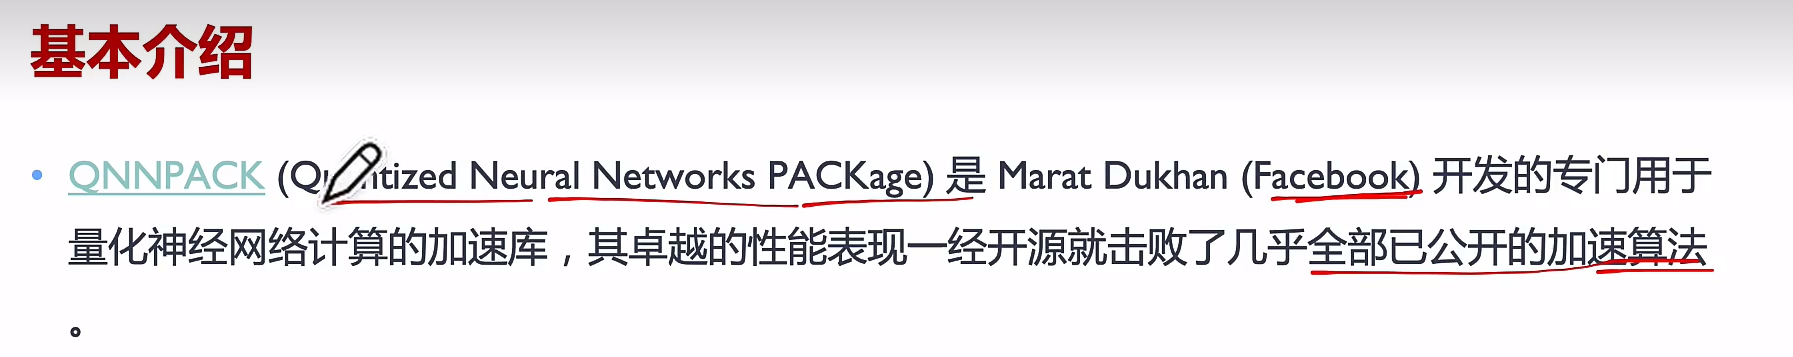 基本介绍
• QNNPACK (Quantized Neural Networks PACKage) 是 Marat Dukhan (Facebook) 开发的专门用于
量化神经网络计算的加速库，其卓越的性能表现一经开源就击败了几乎全部已公开的加速算法
。